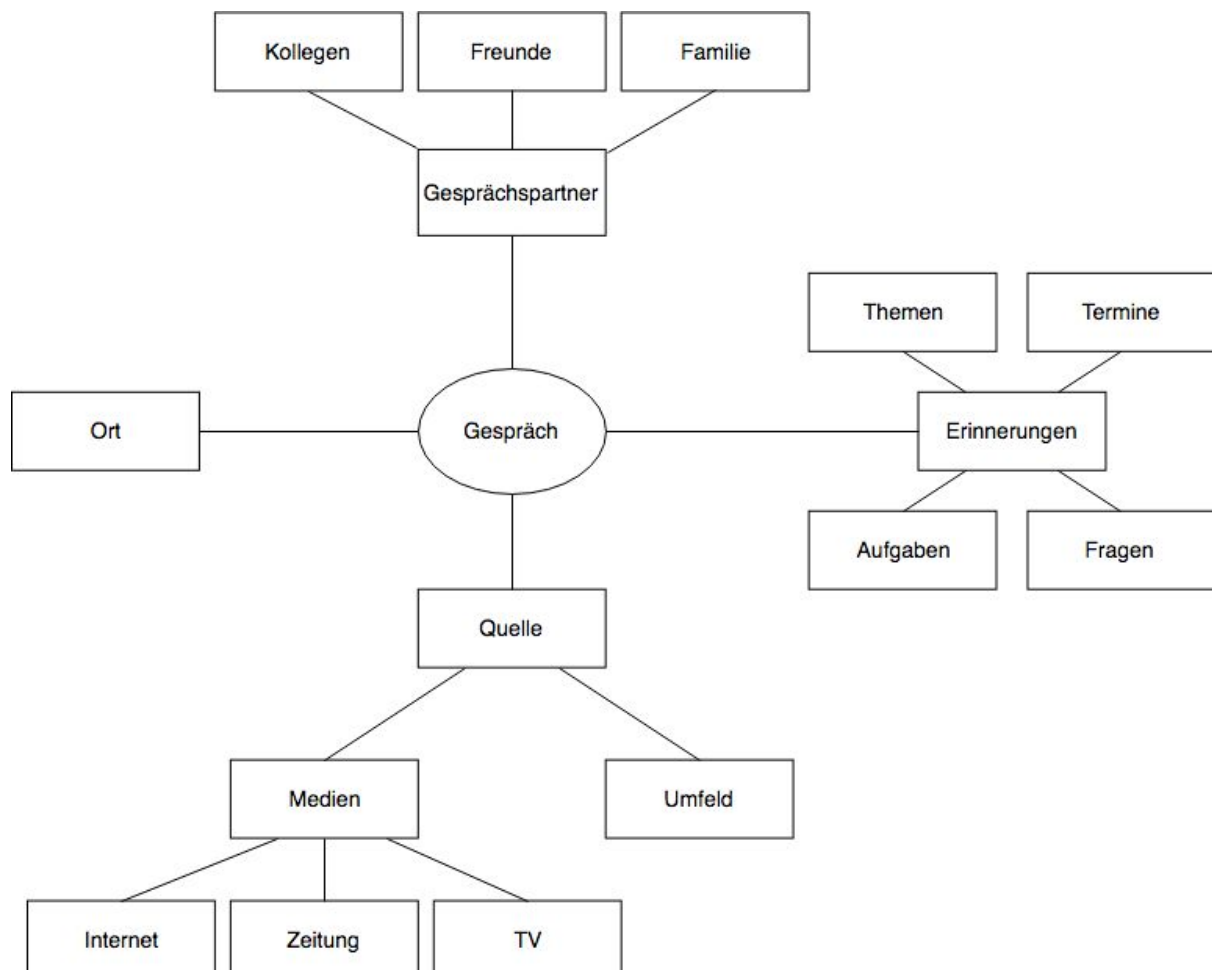 Kollegen
Freunde
Familie
Gesprächspartner
Themen
Termine
Ort
Gespräch
Erinnerungen
Aufgaben
Fragen
Quelle
Medien
Umfeld
Internet
Zeitung
TV